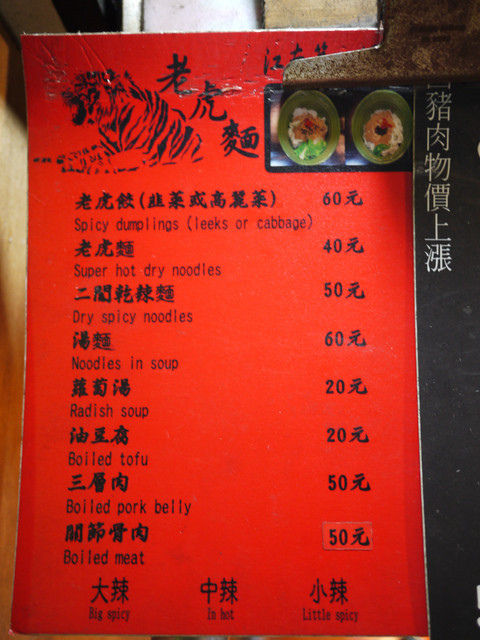 老虎麵
江古
老虎餃(韭菜或高麗菜) 60元
Spicy dumplings (leeks or cabbage)
老虎麵 40元
Super hot dry noodles
二間乾辣麵 50元
Dry spicy noodles
湯麵 60元
Noodles in soup
蘿蔔湯 20元
Radish soup
油豆腐 20元
Boiled tofu
三層肉 50元
Boiled pork belly
關節骨肉 50元
Boiled meat
大辣 中辣 小辣
Big spicy In hot Little spicy
豬肉物價上漲